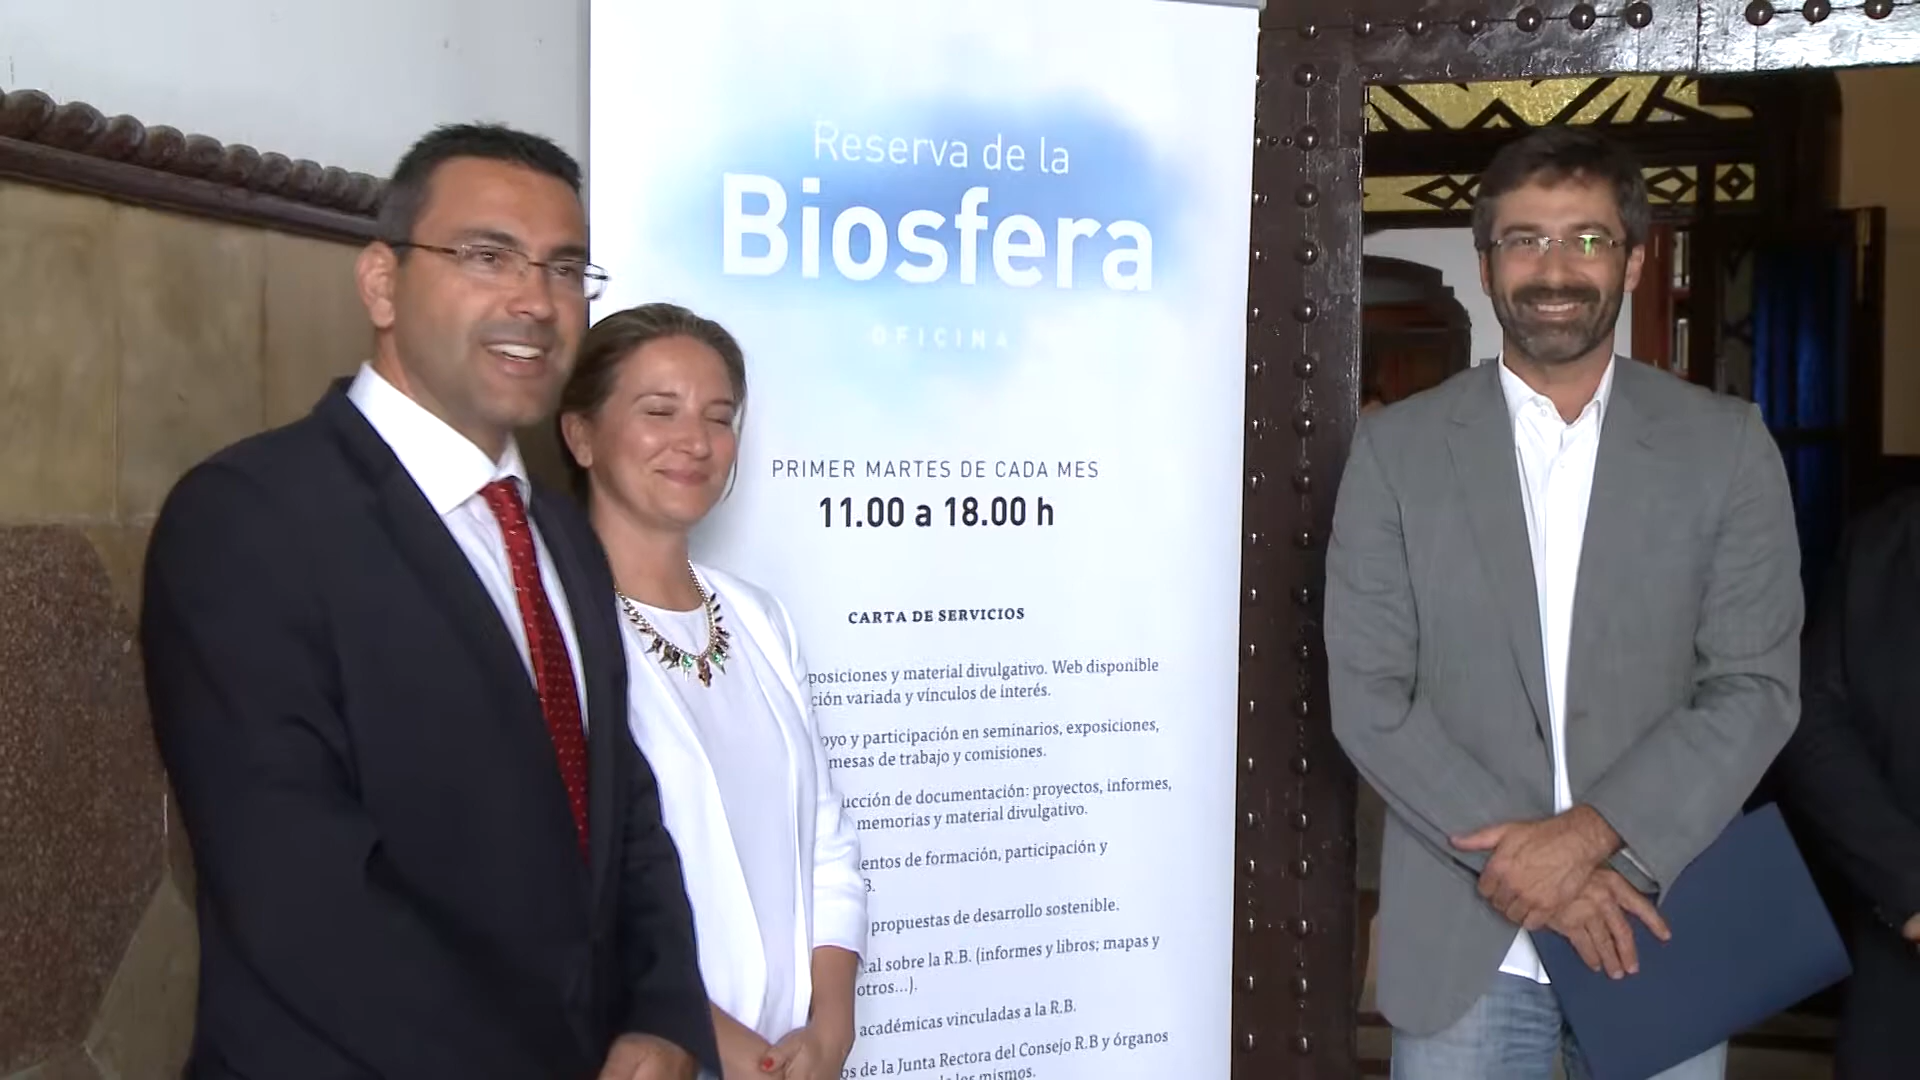 Reserva de la
Biosfera
OFICINA
PRIMER MARTES DE CADA MES
11.00 a 18.00 h
CARTA DE SERVICIOS
posiciones y material divulgativo. Web disponible
ción variada y vínculos de interés.
oyo y participación en seminarios, exposiciones,
mesas de trabajo y comisiones.
ucción de documentación: proyectos, informes,
memorias y material divulgativo.
entos de formación, participación y
B.
propuestas de desarrollo sostenible.
al sobre la R.B. (informes y libros; mapas y
otros...).
académicas vinculadas a la R.B.
os de la Junta Rectora del Consejo R.B y órganos
los mismos.